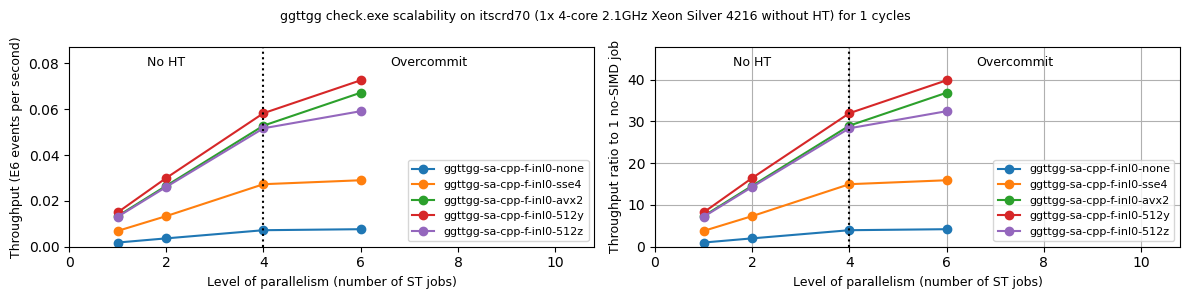 ggttgg check.exe scalability on itscrd70 (1x 4-core 2.1GHz Xeon Silver 4216 without HT) for 1 cycles
Throughput (E6 events per second)
0.08
0.06
0.04
0.02
0.00
No HT
Overcommit
ggttgg-sa-cpp-f-inl0-none
ggttgg-sa-cpp-f-inl0-sse4
ggttgg-sa-cpp-f-inl0-avx2
ggttgg-sa-cpp-f-inl0-512y
ggttgg-sa-cpp-f-inl0-512z
0 2 4 6 8 10
Level of parallelism (number of ST jobs)
Throughput ratio to 1 no-SIMD job
40
30
20
10
0
No HT
Overcommit
ggttgg-sa-cpp-f-inl0-none
ggttgg-sa-cpp-f-inl0-sse4
ggttgg-sa-cpp-f-inl0-avx2
ggttgg-sa-cpp-f-inl0-512y
ggttgg-sa-cpp-f-inl0-512z
0 2 4 6 8 10
Level of parallelism (number of ST jobs)